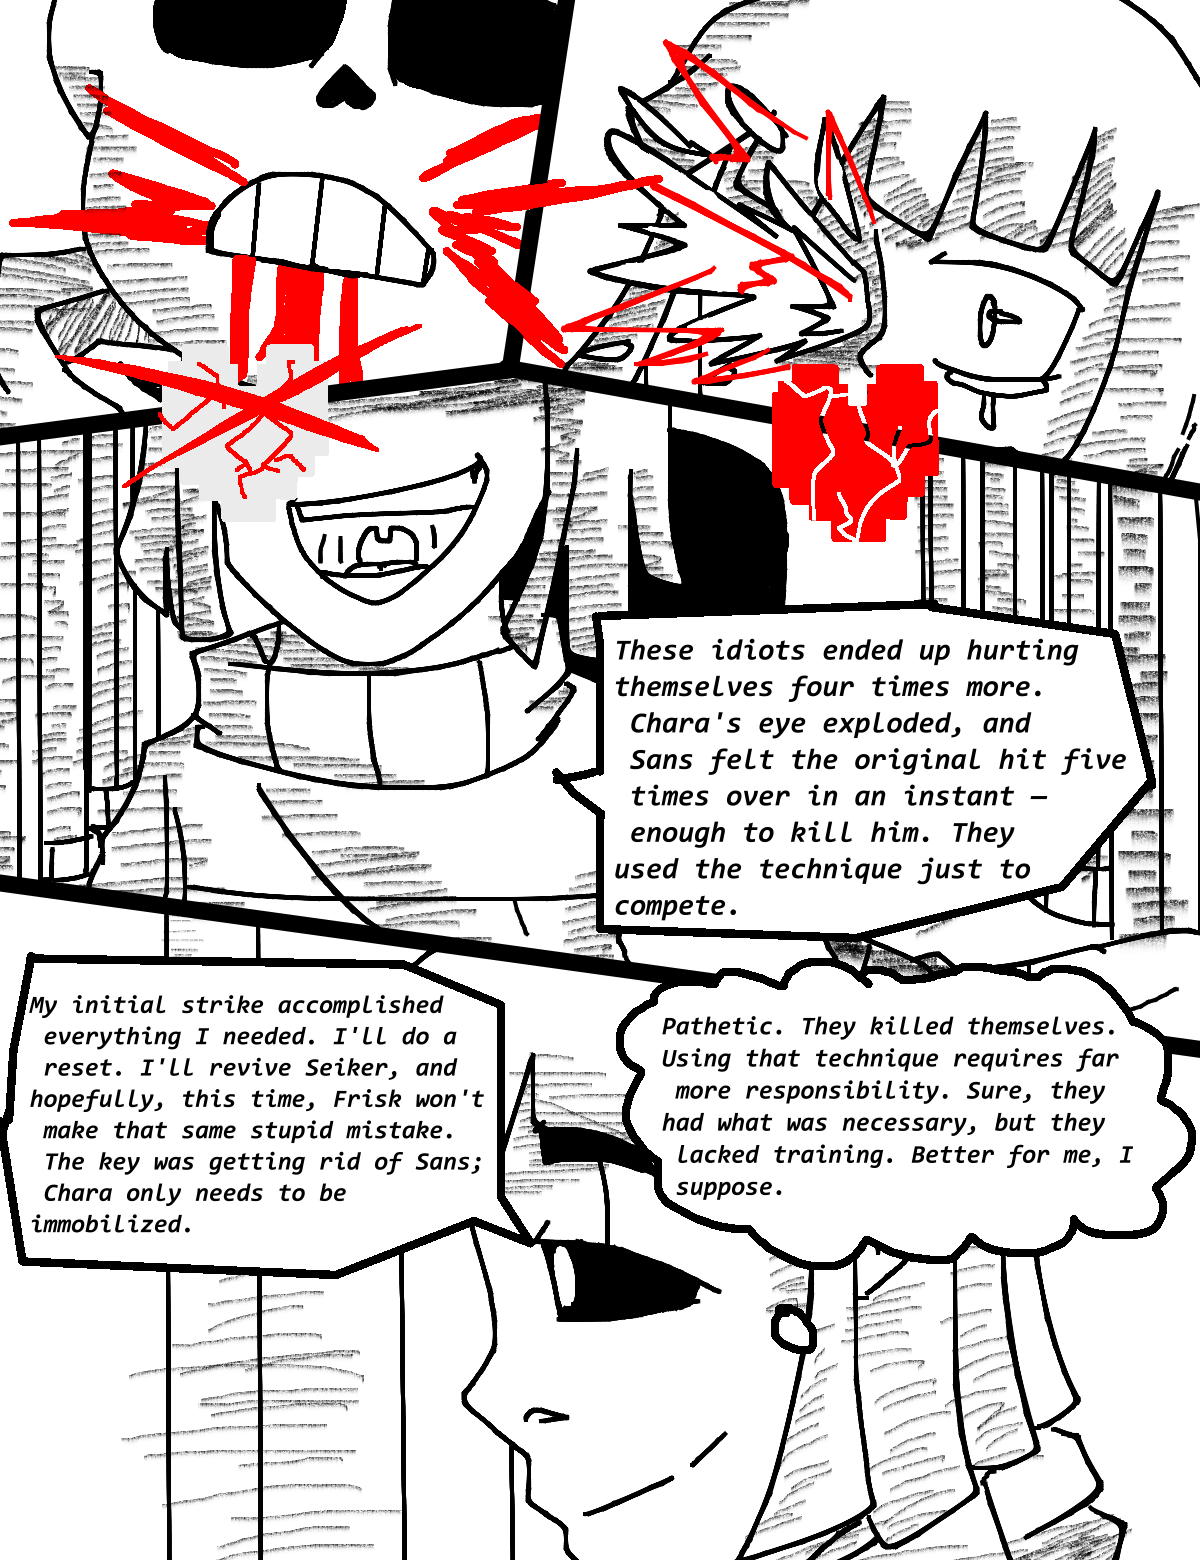 These idiots ended up hurting
themselves four times more.
Chara's eye exploded, and
Sans felt the original hit five
times over in an instant —
enough to kill him. They
used the technique just to
compete.
My initial strike accomplished
everything I needed. I'll do a
reset. I'll revive Seiker, and
hopefully, this time, Frisk won't
make that same stupid mistake.
The key was getting rid of Sans;
Chara only needs to be
immobilized.
Pathetic. They killed themselves.
Using that technique requires far
more responsibility. Sure, they
had what was necessary, but they
lacked training. Better for me, I
suppose.